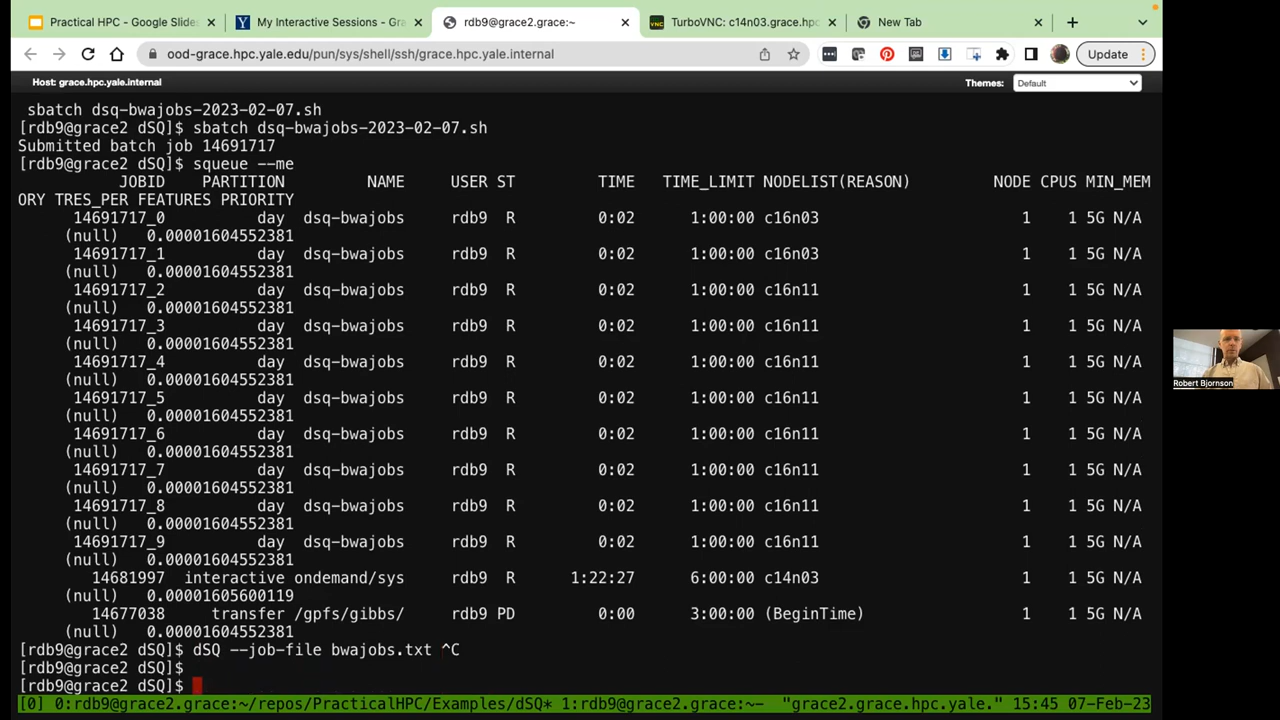 Practical HPC - Google Slides
My Interactive Sessions - Gra
rdb9@grace2.grace:~
TurboVNC: c14n03.grace.hpc.
New Tab
ood-grace.hpc.yale.edu/pun/sys/shell/ssh/grace.hpc.yale.internal
Update
Host: grace.hpc.yale.internal
Themes: Default
sbatch dsq-bwajobs-2023-02-07.sh
[rdb9@grace2 dSQ]$ sbatch dsq-bwajobs-2023-02-07.sh
Submitted batch job 14691717
[rdb9@grace2 dSQ]$ squeue --me
JOBID PARTITION NAME USER ST TIME TIME_LIMIT NODELIST(REASON) NODE CPUS MIN_MEM
ORY TRES_PER FEATURES PRIORITY
14691717_0 day dsq-bwajobs rdb9 R 0:02 1:00:00 c16n03 1 1 5G N/A
(null) 0.00001604552381
14691717_1 day dsq-bwajobs rdb9 R 0:02 1:00:00 c16n03 1 1 5G N/A
(null) 0.00001604552381
14691717_2 day dsq-bwajobs rdb9 R 0:02 1:00:00 c16n11 1 1 5G N/A
(null) 0.00001604552381
14691717_3 day dsq-bwajobs rdb9 R 0:02 1:00:00 c16n11 1 1 5G N/A
(null) 0.00001604552381
14691717_4 day dsq-bwajobs rdb9 R 0:02 1:00:00 c16n11 1 1 5G N/A
(null) 0.00001604552381
14691717_5 day dsq-bwajobs rdb9 R 0:02 1:00:00 c16n11 1 1 5G N/A
(null) 0.00001604552381
14691717_6 day dsq-bwajobs rdb9 R 0:02 1:00:00 c16n11 1 1 5G N/A
(null) 0.00001604552381
14691717_7 day dsq-bwajobs rdb9 R 0:02 1:00:00 c16n11 1 1 5G N/A
(null) 0.00001604552381
14691717_8 day dsq-bwajobs rdb9 R 0:02 1:00:00 c16n11 1 1 5G N/A
(null) 0.00001604552381
14691717_9 day dsq-bwajobs rdb9 R 0:02 1:00:00 c16n11 1 1 5G N/A
(null) 0.00001604552381
14681997 interactive ondemand/sys rdb9 R 1:22:27 6:00:00 c14n03 1 1 5G N/A
(null) 0.00001605600119
14677038 transfer /gpfs/gibbs/ rdb9 PD 0:00 3:00:00 (BeginTime) 1 1 5G N/A
(null) 0.00001604552381
[rdb9@grace2 dSQ]$ dSQ --job-file bwajobs.txt ^C
[rdb9@grace2 dSQ]$
[rdb9@grace2 dSQ]$
[0] 0:rdb9@grace2.grace:~/repos/PracticalHPC/Examples/dSQ* 1:rdb9@grace2.grace:~- "grace2.grace.hpc.yale." 15:45 07-Feb-23
Robert Bjornson